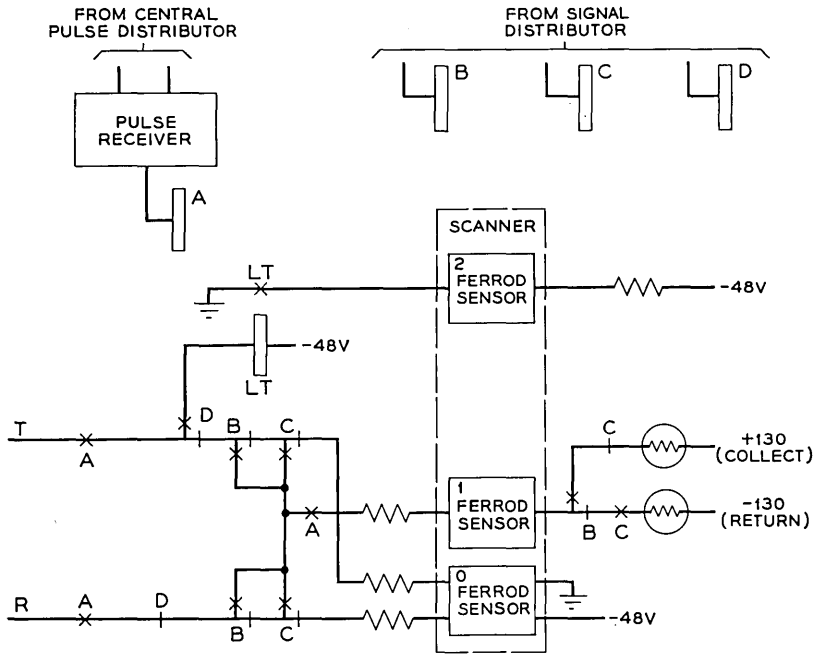 FROM CENTRAL
PULSE DISTRIBUTOR
FROM SIGNAL
DISTRIBUTOR
B
C
D
PULSE
RECEIVER
A
SCANNER
LT
2
FERROD
SENSOR
-48V
-48V
LT
T
A
D
B
C
C
+130
(COLLECT)
1
FERROD
SENSOR
A
B
C
-130
(RETURN)
0
FERROD
SENSOR
R
A
D
B
C
-48V